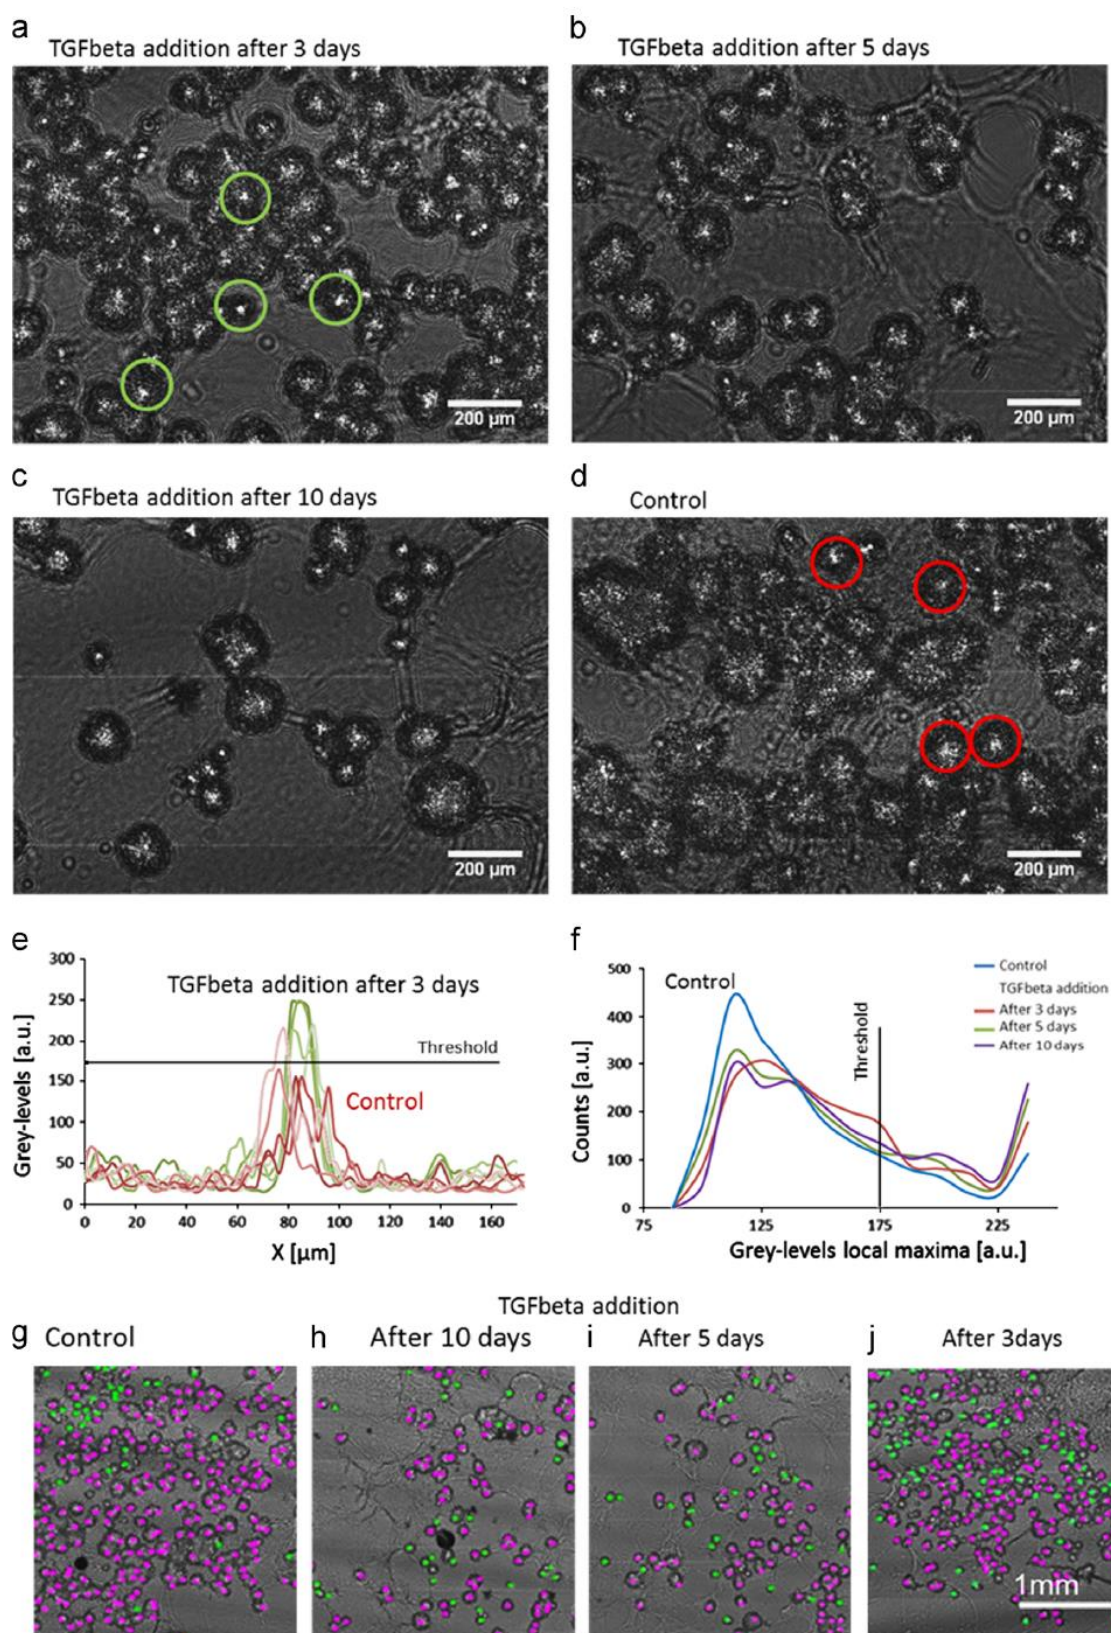 a
TGFbeta addition after 3 days
b
TGFbeta addition after 5 days
200 µm
200 µm
c
TGFbeta addition after 10 days
d
Control
200 µm
200 µm
e
300
250
200
150
100
50
0
Grey-levels [a.u.]
TGFbeta addition after 3 days
Threshold
Control
0 20 40 60 80 100 120 140 160
X [µm]
f
500
400
300
200
100
0
Counts [a.u.]
Control
Threshold
Control
TGFbeta addition
After 3 days
After 5 days
After 10 days
75 125 175 225
Grey-levels local maxima [a.u.]
TGFbeta addition
g Control
h After 10 days
i After 5 days
j After 3days
1mm